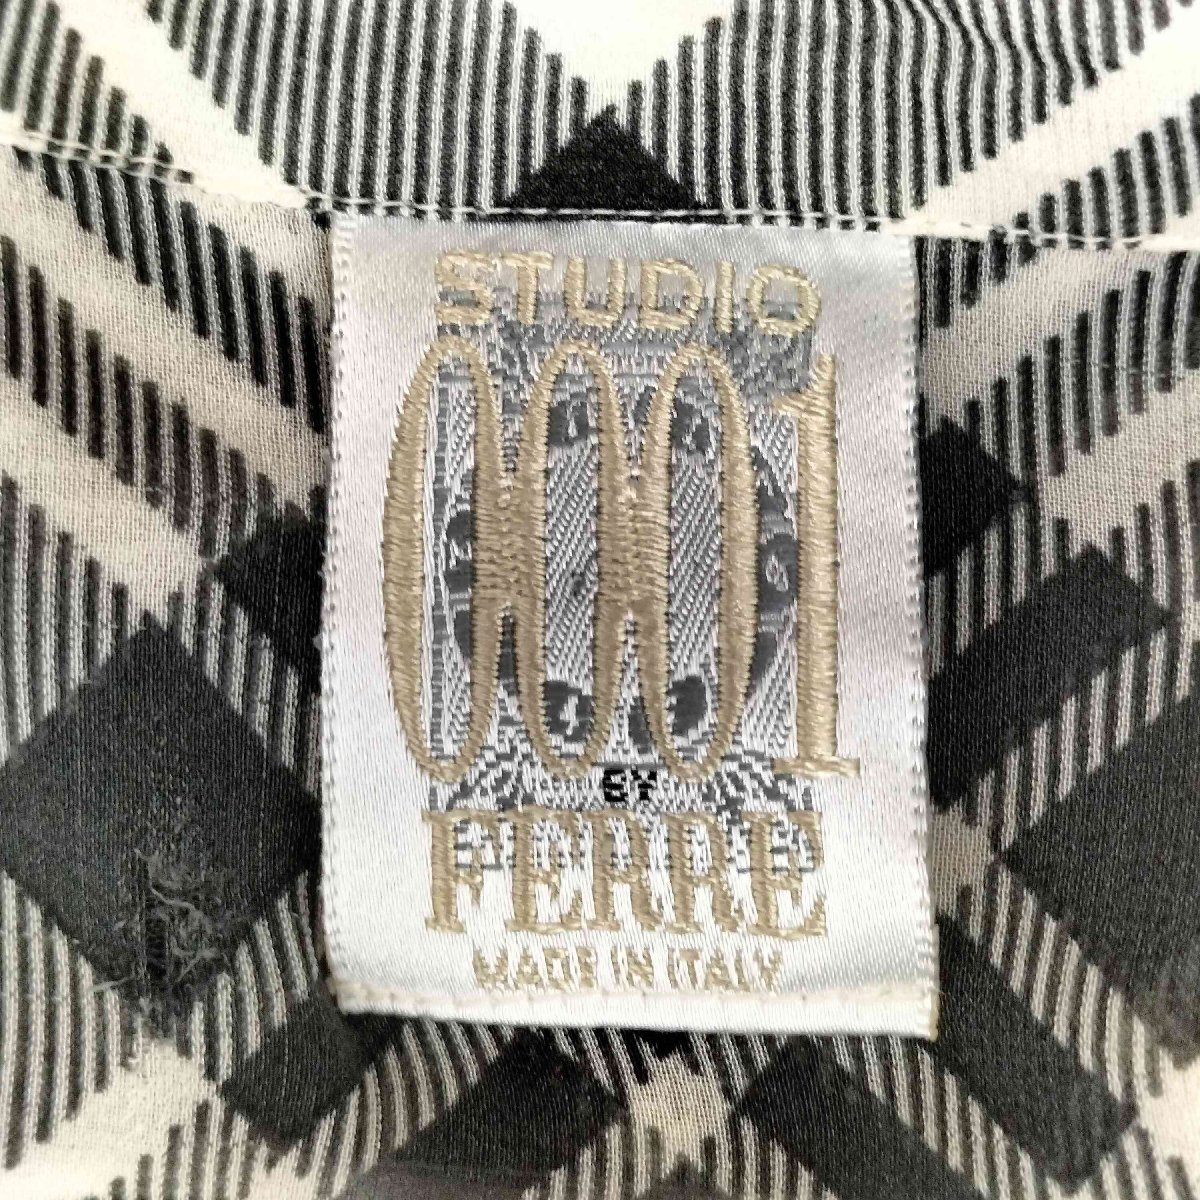 STUDIO
0001
BY
FERRE
MADE IN ITALY